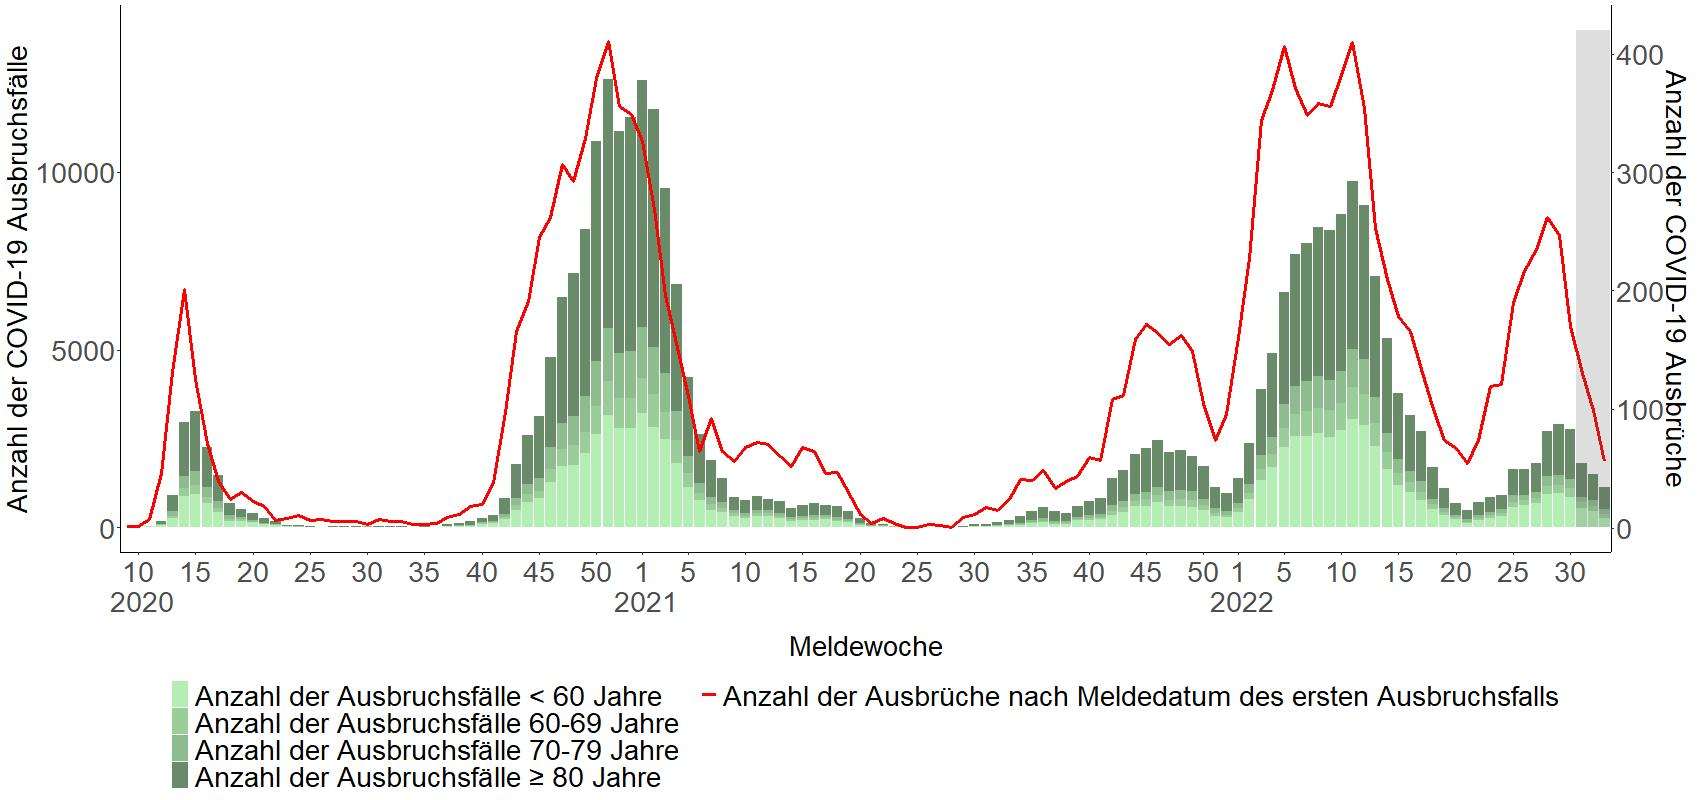 Anzahl der COVID-19 Ausbruchsfälle
10000
5000
0
400
300
200
100
0
Anzahl der COVID-19 Ausbrüche
10 15 20 25 30 35 40 45 50 1 5 10 15 20 25 30 35 40 45 50 1 5 10 15 20 25 30
2020 2021 2022
Meldewoche
Anzahl der Ausbruchsfälle < 60 Jahre
Anzahl der Ausbruchsfälle 60-69 Jahre
Anzahl der Ausbruchsfälle 70-79 Jahre
Anzahl der Ausbruchsfälle ≥ 80 Jahre
Anzahl der Ausbrüche nach Meldedatum des ersten Ausbruchsfalls